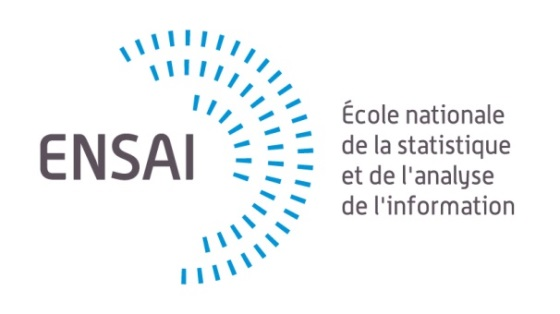 ENSAI
École nationale
de la statistique
et de l'analyse
de l'information